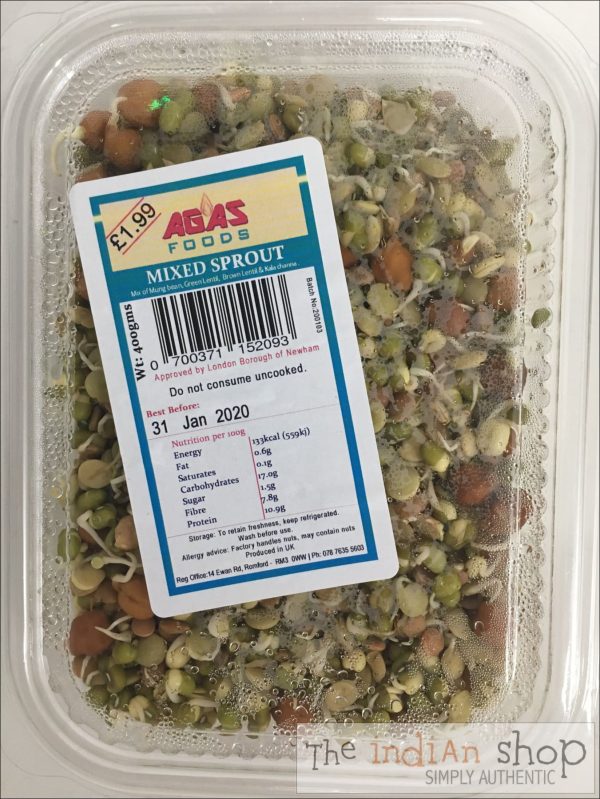 £1.99
AGAS
FOODS
MIXED SPROUT
Mix of Mung bean, Green Lentil, Brown Lentil & Kala channa.
Wt: 400gms
Batch No:200103
0 700371 152093
Approved by London Borough of Newham
Do not consume uncooked.
Best Before:
31 Jan 2020
Nutrition per 100g
Energy 133kcal (559kj)
Fat 0.6g
Saturates 0.1g
Carbohydrates 17.0g
Sugar 1.5g
Fibre 7.8g
Protein 10.9g
Storage: To retain freshness, keep refrigerated.
Wash before use.
Allergy advice: Factory handles nuts, may contain nuts
Produced in UK
Reg Office:14 Ewan Rd, Romford - RM3 0WW | Ph: 078 7635 5603
The indiAn shop
SIMPLY AUTHENTIC